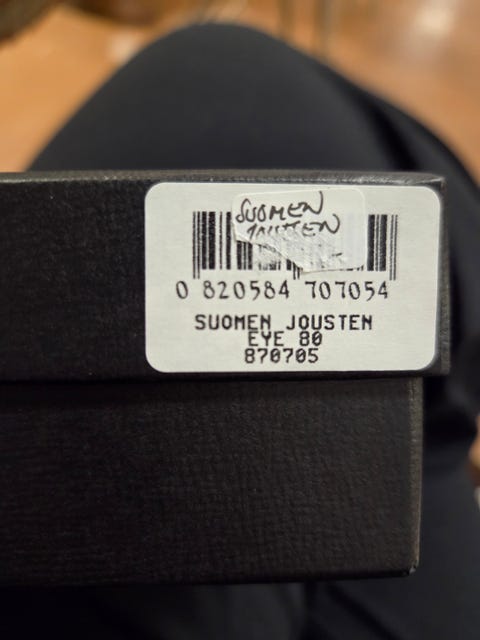 SUOMEN
JOUSTEN
0 820584 707054
SUOMEN JOUSTEN
EYE 80
870705